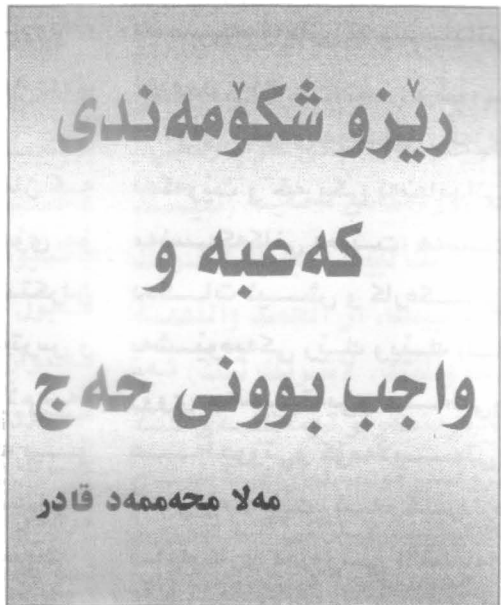 ڕێزو شکۆمەندی
کەعبە و
واجب بوونی حەج
مەلا محەممەد قادر